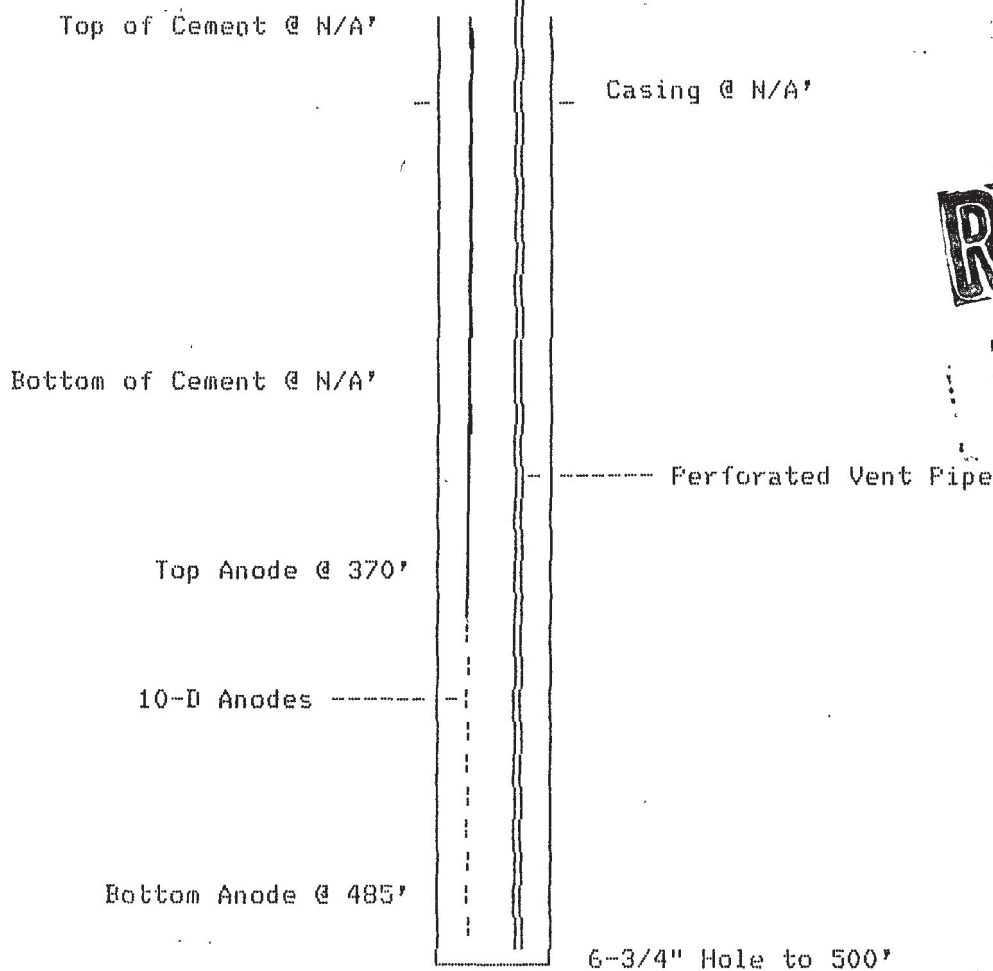 Top of Cement @ N/A'
Casing @ N/A'
Bottom of Cement @ N/A'
Perforated Vent Pipe
Top Anode @ 370'
10-D Anodes
Bottom Anode @ 485'
6-3/4" Hole to 500'
R